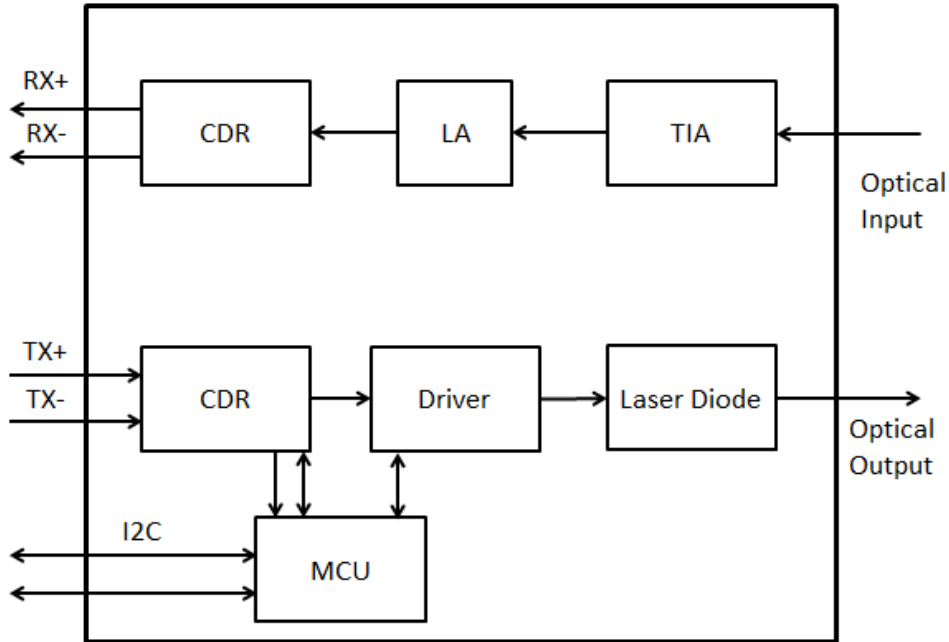 RX+
RX-
CDR
LA
TIA
Optical
Input
TX+
TX-
CDR
Driver
Laser Diode
Optical
Output
I2C
MCU